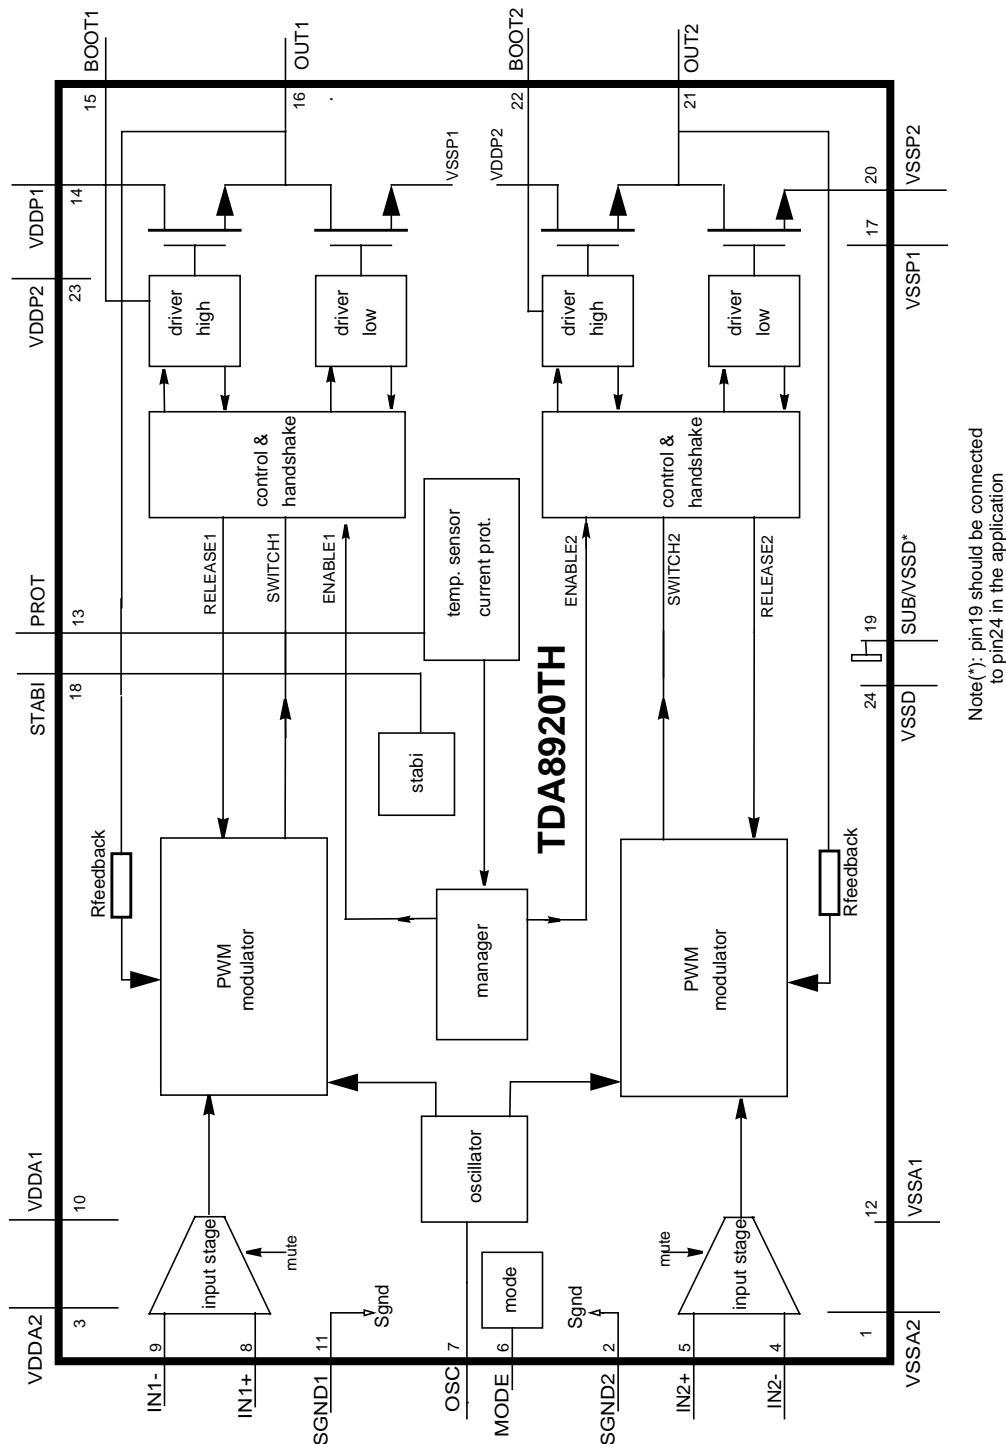 BOOT1
15
OUT1
16
BOOT2
22
OUT2
21
VDDP1
14
VSSP1
VDDP2
VSSP2
20
VSSP1
17
VDDP2
23
driver
high
driver
low
driver
high
driver
low
control &
handshake
control &
handshake
RELEASE1
SWITCH1
ENABLE1
temp. sensor
current prot.
ENABLE2
SWITCH2
RELEASE2
PROT
13
STABI
18
SUB/VSSD*
19
VSSD
24
Note(*): pin19 should be connected
to pin24 in the application
stabi
TDA8920TH
Rfeedback
Rfeedback
PWM
modulator
manager
PWM
modulator
oscillator
VDDA1
10
VSSA1
12
input stage
mute
mode
mute
input stage
Sgnd
Sgnd
VDDA2
3
VSSA2
1
9
IN1-
8
IN1+
11
SGND1
7
OSC
6
MODE
2
SGND2
5
IN2+
4
IN2-